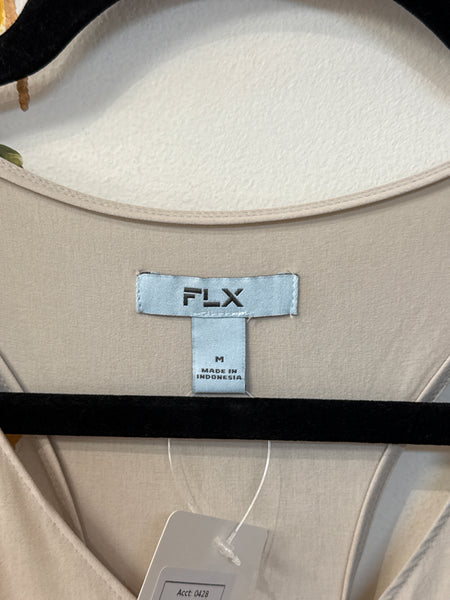 FLX
M
MADE IN
INDONESIA
Acct: 0428